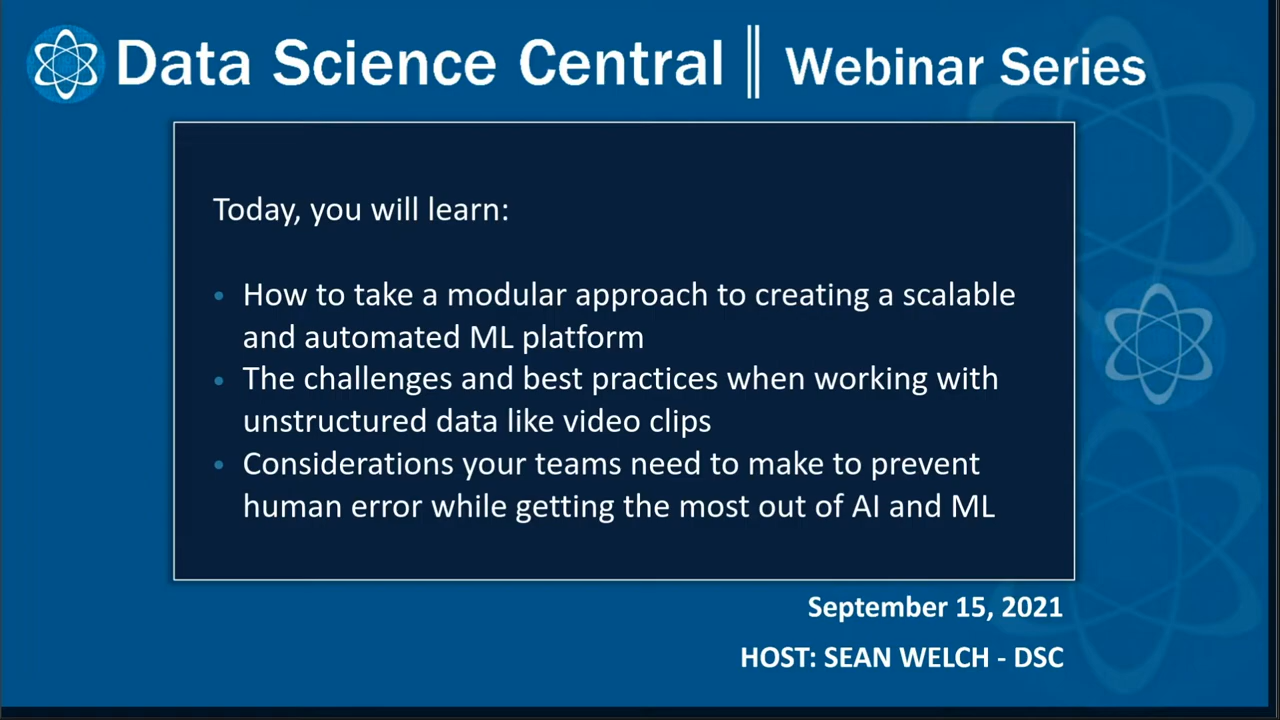 Data Science Central || Webinar Series
Today, you will learn:
• How to take a modular approach to creating a scalable
and automated ML platform
• The challenges and best practices when working with
unstructured data like video clips
• Considerations your teams need to make to prevent
human error while getting the most out of AI and ML
September 15, 2021
HOST: SEAN WELCH - DSC